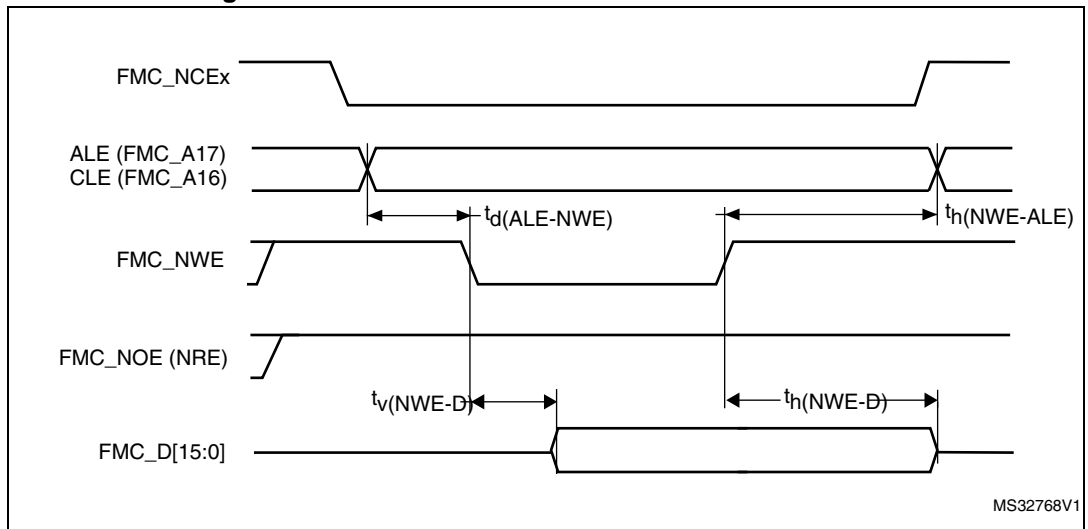 FMC_NCEx
ALE (FMC_A17)
CLE (FMC_A16)
td(ALE-NWE)
th(NWE-ALE)
FMC_NWE
FMC_NOE (NRE)
tv(NWE-D)
th(NWE-D)
FMC_D[15:0]
MS32768V1